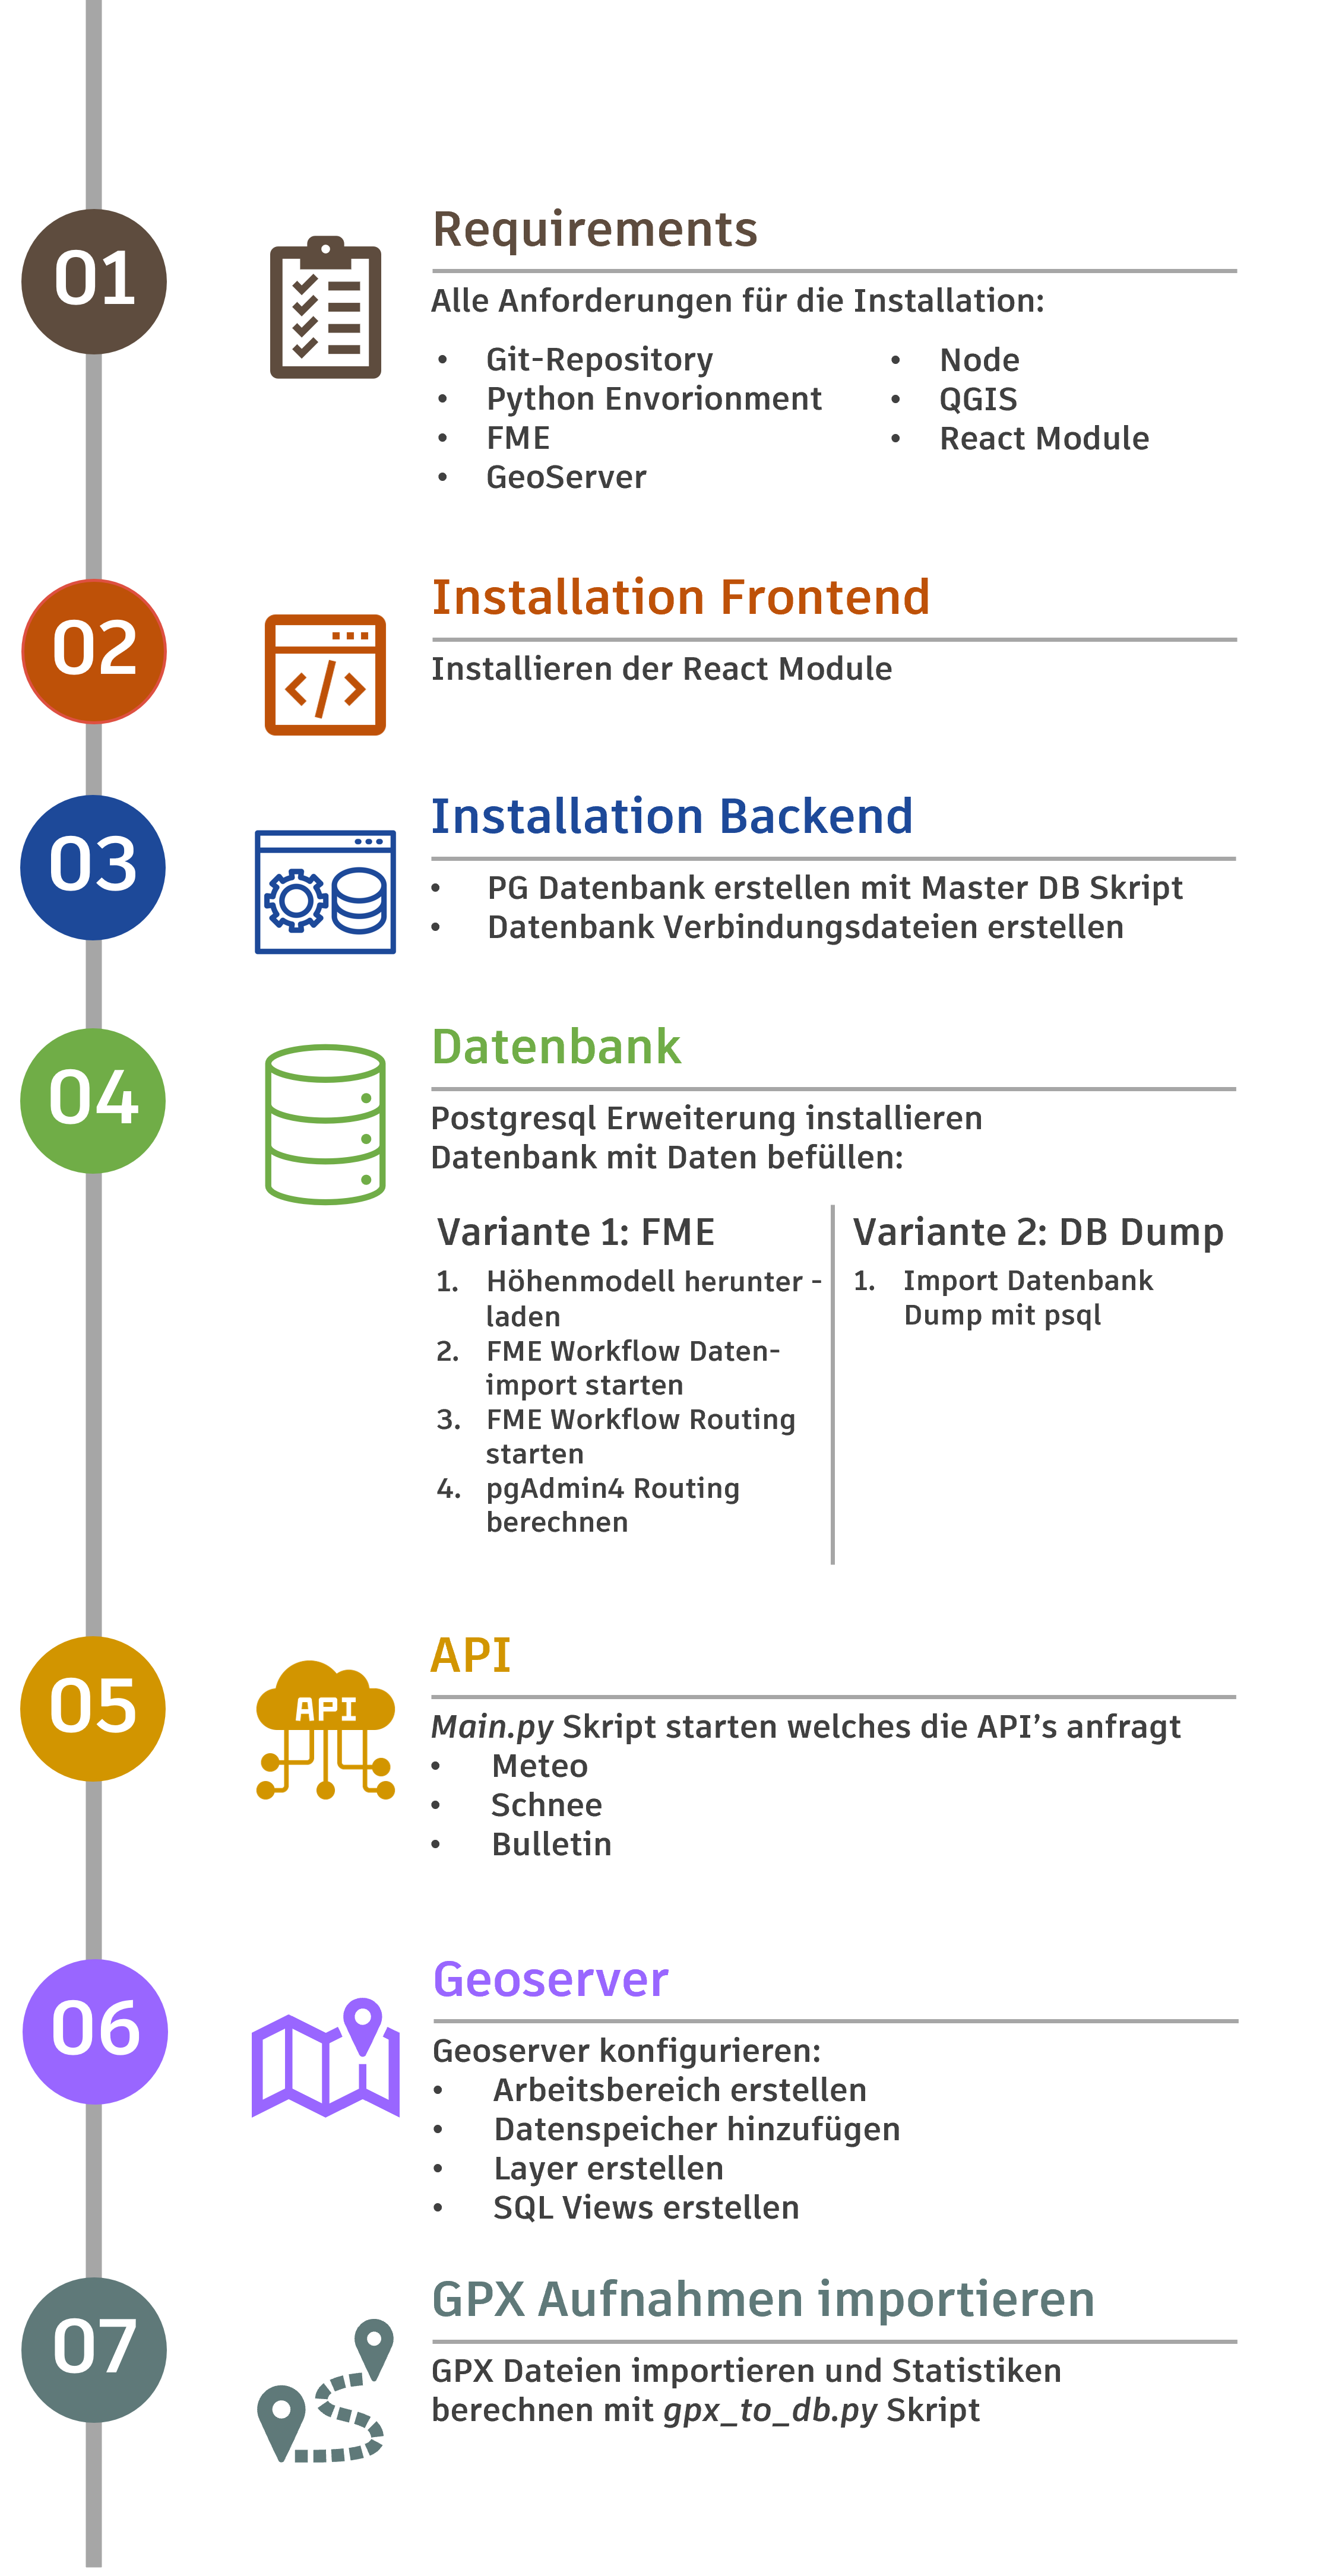 01
Requirements
Alle Anforderungen für die Installation:
• Git-Repository
• Python Envorionment
• FME
• GeoServer
• Node
• QGIS
• React Module
02
Installation Frontend
Installieren der React Module
03
Installation Backend
• PG Datenbank erstellen mit Master DB Skript
• Datenbank Verbindungsdateien erstellen
04
Datenbank
Postgresql Erweiterung installieren
Datenbank mit Daten befüllen:
Variante 1: FME
1. Höhenmodell herunter -
laden
2. FME Workflow Daten-
import starten
3. FME Workflow Routing
starten
4. pgAdmin4 Routing
berechnen
Variante 2: DB Dump
1. Import Datenbank
Dump mit psql
05
API
API
Main.py Skript starten welches die API’s anfragt
• Meteo
• Schnee
• Bulletin
06
Geoserver
Geoserver konfigurieren:
• Arbeitsbereich erstellen
• Datenspeicher hinzufügen
• Layer erstellen
• SQL Views erstellen
07
GPX Aufnahmen importieren
GPX Dateien importieren und Statistiken
berechnen mit gpx_to_db.py Skript